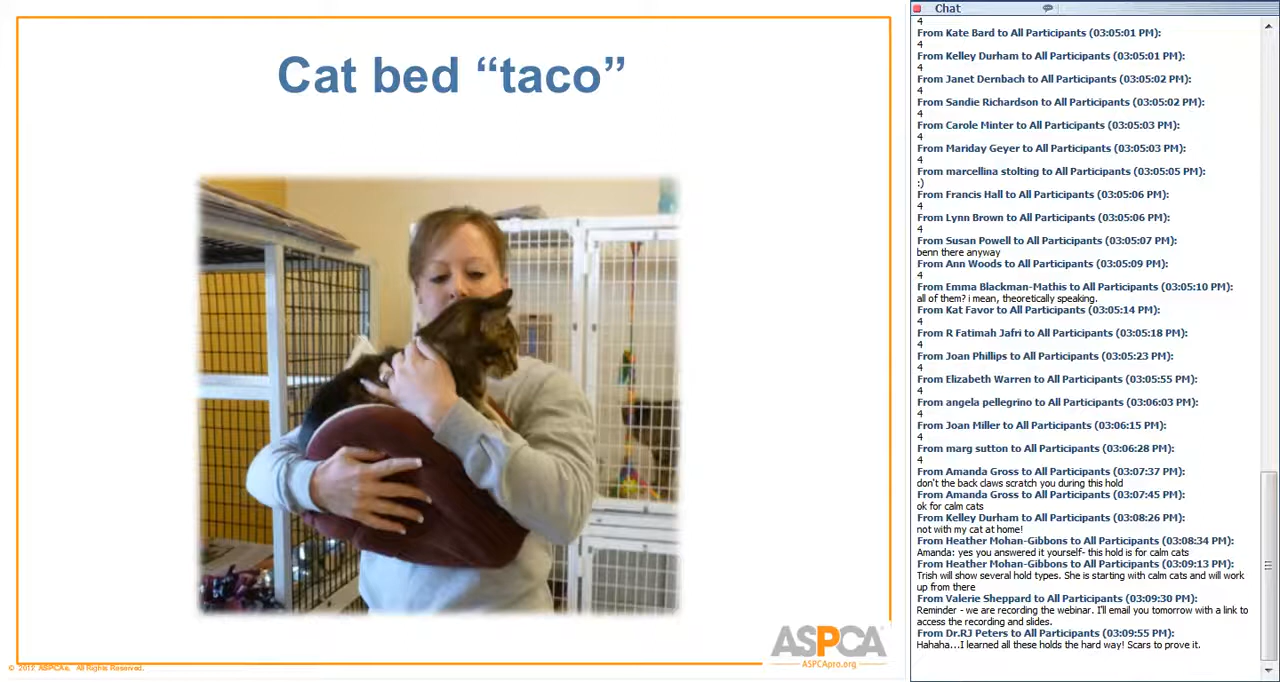 Cat bed “taco”
ASPCA®
ASPCApro.org
© 2012 ASPCA®. All Rights Reserved.
Chat
4
From Kate Bard to All Participants (03:05:01 PM):
4
From Kelley Durham to All Participants (03:05:01 PM):
4
From Janet Dernbach to All Participants (03:05:02 PM):
4
From Sandie Richardson to All Participants (03:05:02 PM):
4
From Carole Minter to All Participants (03:05:03 PM):
4
From Mariday Geyer to All Participants (03:05:03 PM):
4
From marcellina stolting to All Participants (03:05:05 PM):
:)
From Francis Hall to All Participants (03:05:06 PM):
4
From Lynn Brown to All Participants (03:05:06 PM):
4
From Susan Powell to All Participants (03:05:07 PM):
benn there anyway
From Ann Woods to All Participants (03:05:09 PM):
4
From Emma Blackman-Mathis to All Participants (03:05:10 PM):
all of them? i mean, theoretically speaking.
From Kat Favor to All Participants (03:05:14 PM):
4
From R Fatimah Jafri to All Participants (03:05:18 PM):
4
From Joan Phillips to All Participants (03:05:23 PM):
4
From Elizabeth Warren to All Participants (03:05:55 PM):
4
From angela pellegrino to All Participants (03:06:03 PM):
4
From Joan Miller to All Participants (03:06:15 PM):
4
From marg sutton to All Participants (03:06:28 PM):
4
From Amanda Gross to All Participants (03:07:37 PM):
don't the back claws scratch you during this hold
From Amanda Gross to All Participants (03:07:45 PM):
ok for calm cats
From Kelley Durham to All Participants (03:08:26 PM):
not with my cat at home!
From Heather Mohan-Gibbons to All Participants (03:08:34 PM):
Amanda: yes you answered it yourself- this hold is for calm cats
From Heather Mohan-Gibbons to All Participants (03:09:13 PM):
Trish will show several hold types. She is starting with calm cats and will work
up from there
From Valerie Sheppard to All Participants (03:09:30 PM):
Reminder - we are recording the webinar. I'll email you tomorrow with a link to
access the recording and slides.
From Dr.RJ Peters to All Participants (03:09:55 PM):
Hahaha...I learned all these holds the hard way! Scars to prove it.